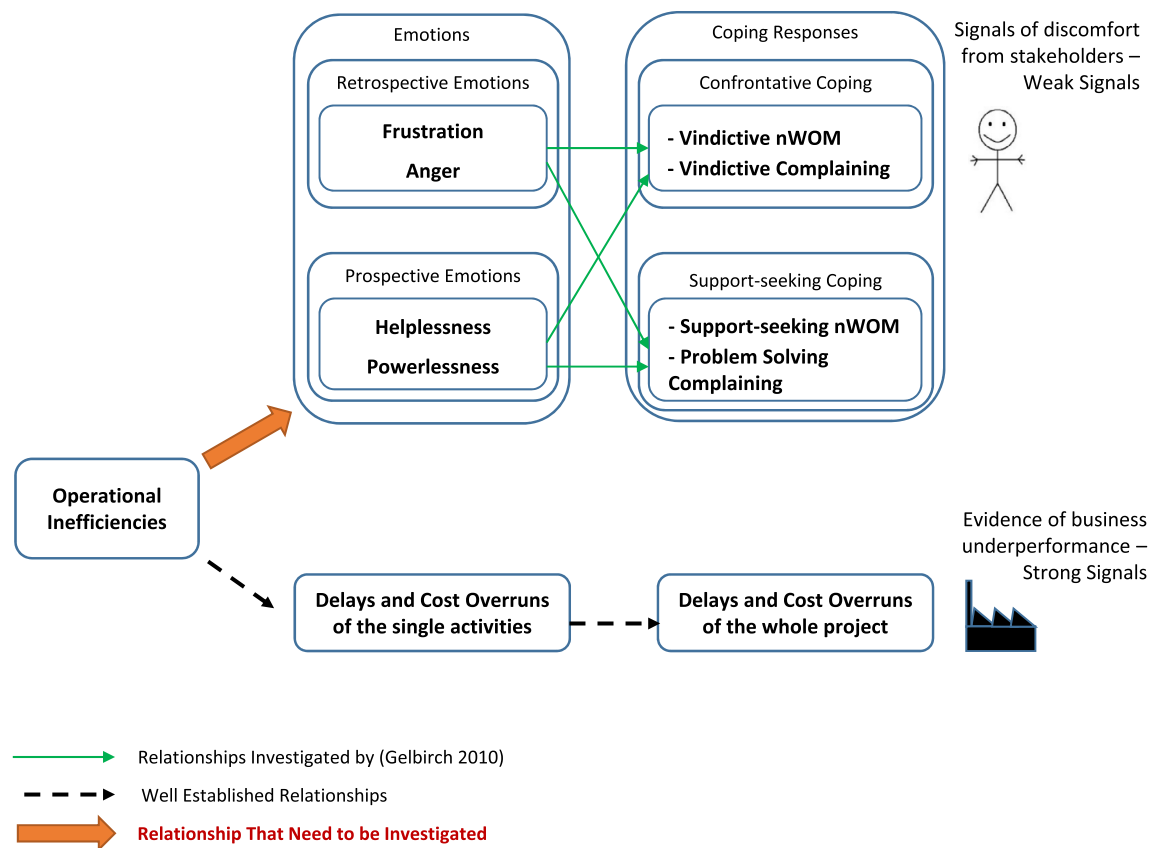 Emotions
Retrospective Emotions
Frustration
Anger
Prospective Emotions
Helplessness
Powerlessness
Coping Responses
Confrontative Coping
- Vindictive nWOM
- Vindictive Complaining
Support-seeking Coping
- Support-seeking nWOM
- Problem Solving
Complaining
Signals of discomfort
from stakeholders –
Weak Signals
Operational
Inefficiencies
Delays and Cost Overruns
of the single activities
Delays and Cost Overruns
of the whole project
Evidence of business
underperformance –
Strong Signals
Relationships Investigated by (Gelbirch 2010)
Well Established Relationships
Relationship That Need to be Investigated